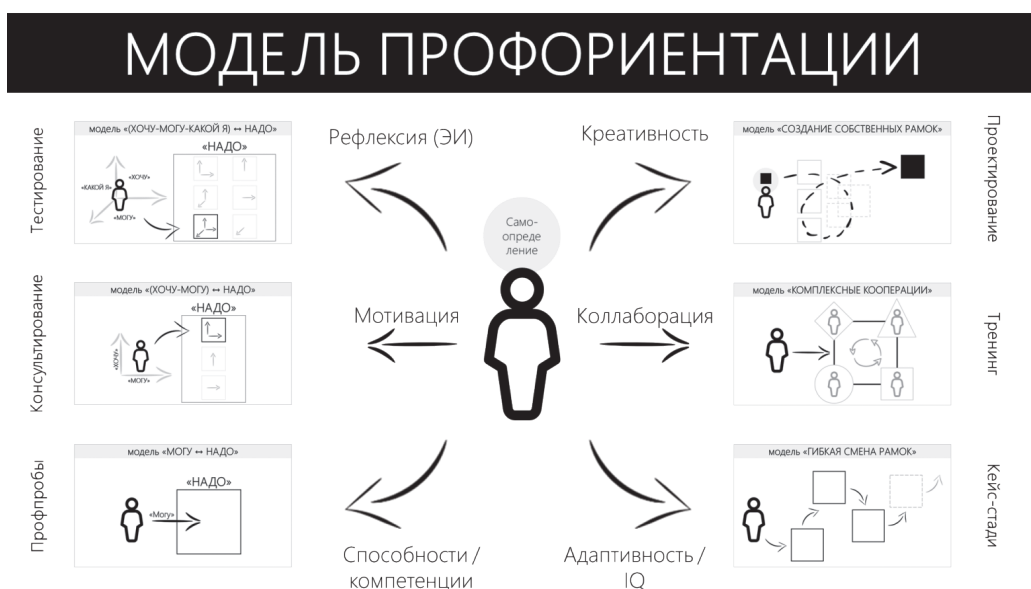 МОДЕЛЬ ПРОФОРИЕНТАЦИИ
Тестирование
модель «(ХОЧУ-МОГУ-КАКОЙ Я) ↔ НАДО»
«НАДО»
«ХОЧУ»
«КАКОЙ Я»
«МОГУ»
Рефлексия (ЭИ)
Креативность
модель «СОЗДАНИЕ СОБСТВЕННЫХ РАМОК»
Проектирование
Само-
опреде
ление
Консультирование
модель «(ХОЧУ-МОГУ) ↔ НАДО»
«НАДО»
«ХОЧУ»
«МОГУ»
Мотивация
Коллаборация
модель «КОМПЛЕКСНЫЕ КООПЕРАЦИИ»
Тренинг
Профпробы
модель «МОГУ ↔ НАДО»
«НАДО»
«Могу»
Способности /
компетенции
Адаптивность /
IQ
модель «ГИБКАЯ СМЕНА РАМОК»
Кейс-стади